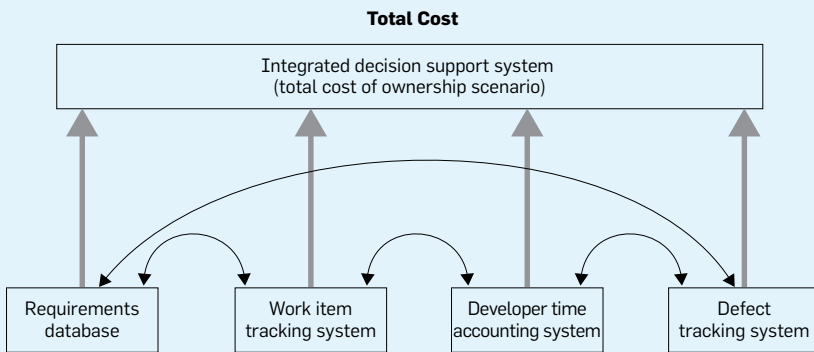 Total Cost
Integrated decision support system
(total cost of ownership scenario)
Requirements
database
Work item
tracking system
Developer time
accounting system
Defect
tracking system